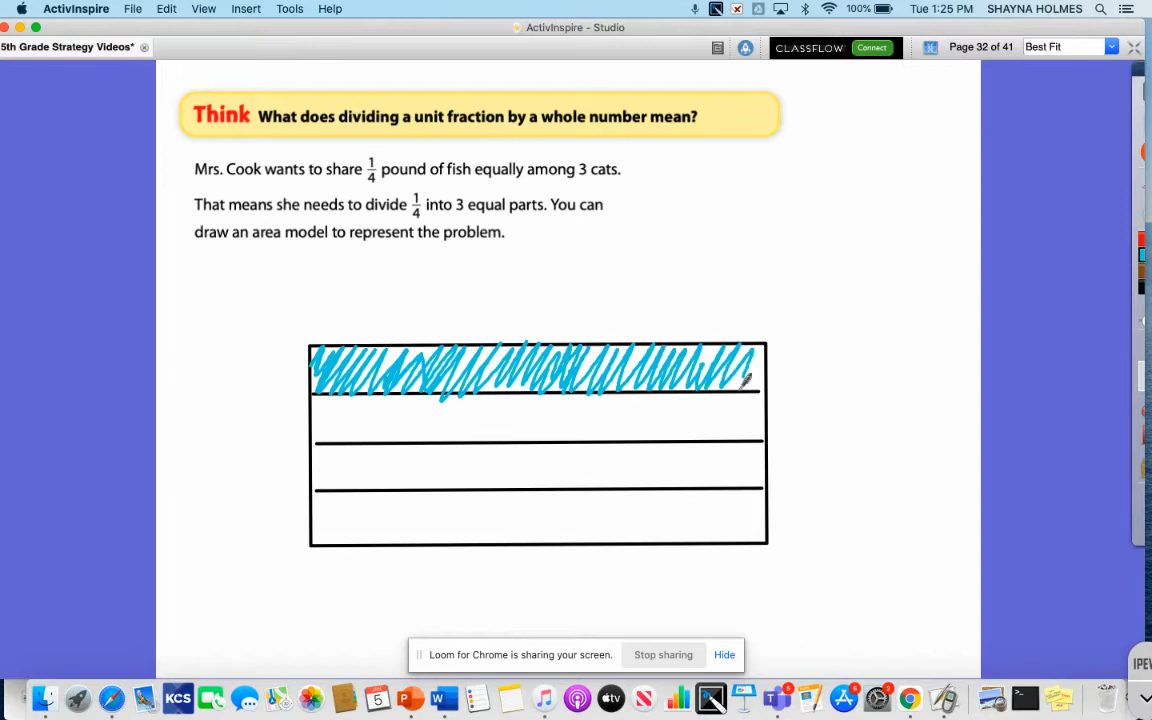 ActivInspire File Edit View Insert Tools Help 100% Tue 1:25 PM SHAYNA HOLMES
ActivInspire - Studio
5th Grade Strategy Videos* CLASSFLOW Connect Page 32 of 41 Best Fit
Think What does dividing a unit fraction by a whole number mean?
Mrs. Cook wants to share 1/4 pound of fish equally among 3 cats.
That means she needs to divide 1/4 into 3 equal parts. You can
draw an area model to represent the problem.
Loom for Chrome is sharing your screen. Stop sharing Hide
IPEV
KCS tv 5